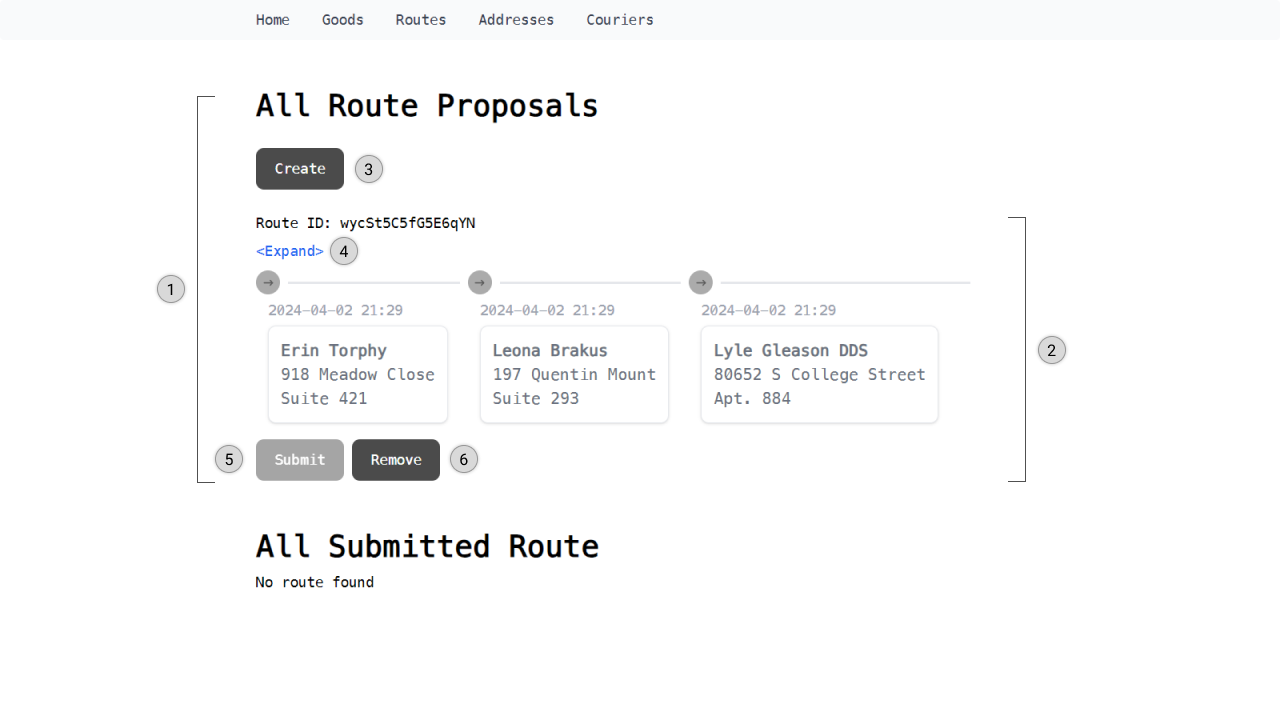 Home Goods Routes Addresses Couriers
All Route Proposals
Create 3
Route ID: wycSt5C5fG5E6qYN
<Expand> 4
1
→ → →
2024-04-02 21:29 2024-04-02 21:29 2024-04-02 21:29
Erin Torphy Leona Brakus Lyle Gleason DDS
2
918 Meadow Close 197 Quentin Mount 80652 S College Street
Suite 421 Suite 293 Apt. 884
5 Submit Remove 6
All Submitted Route
No route found